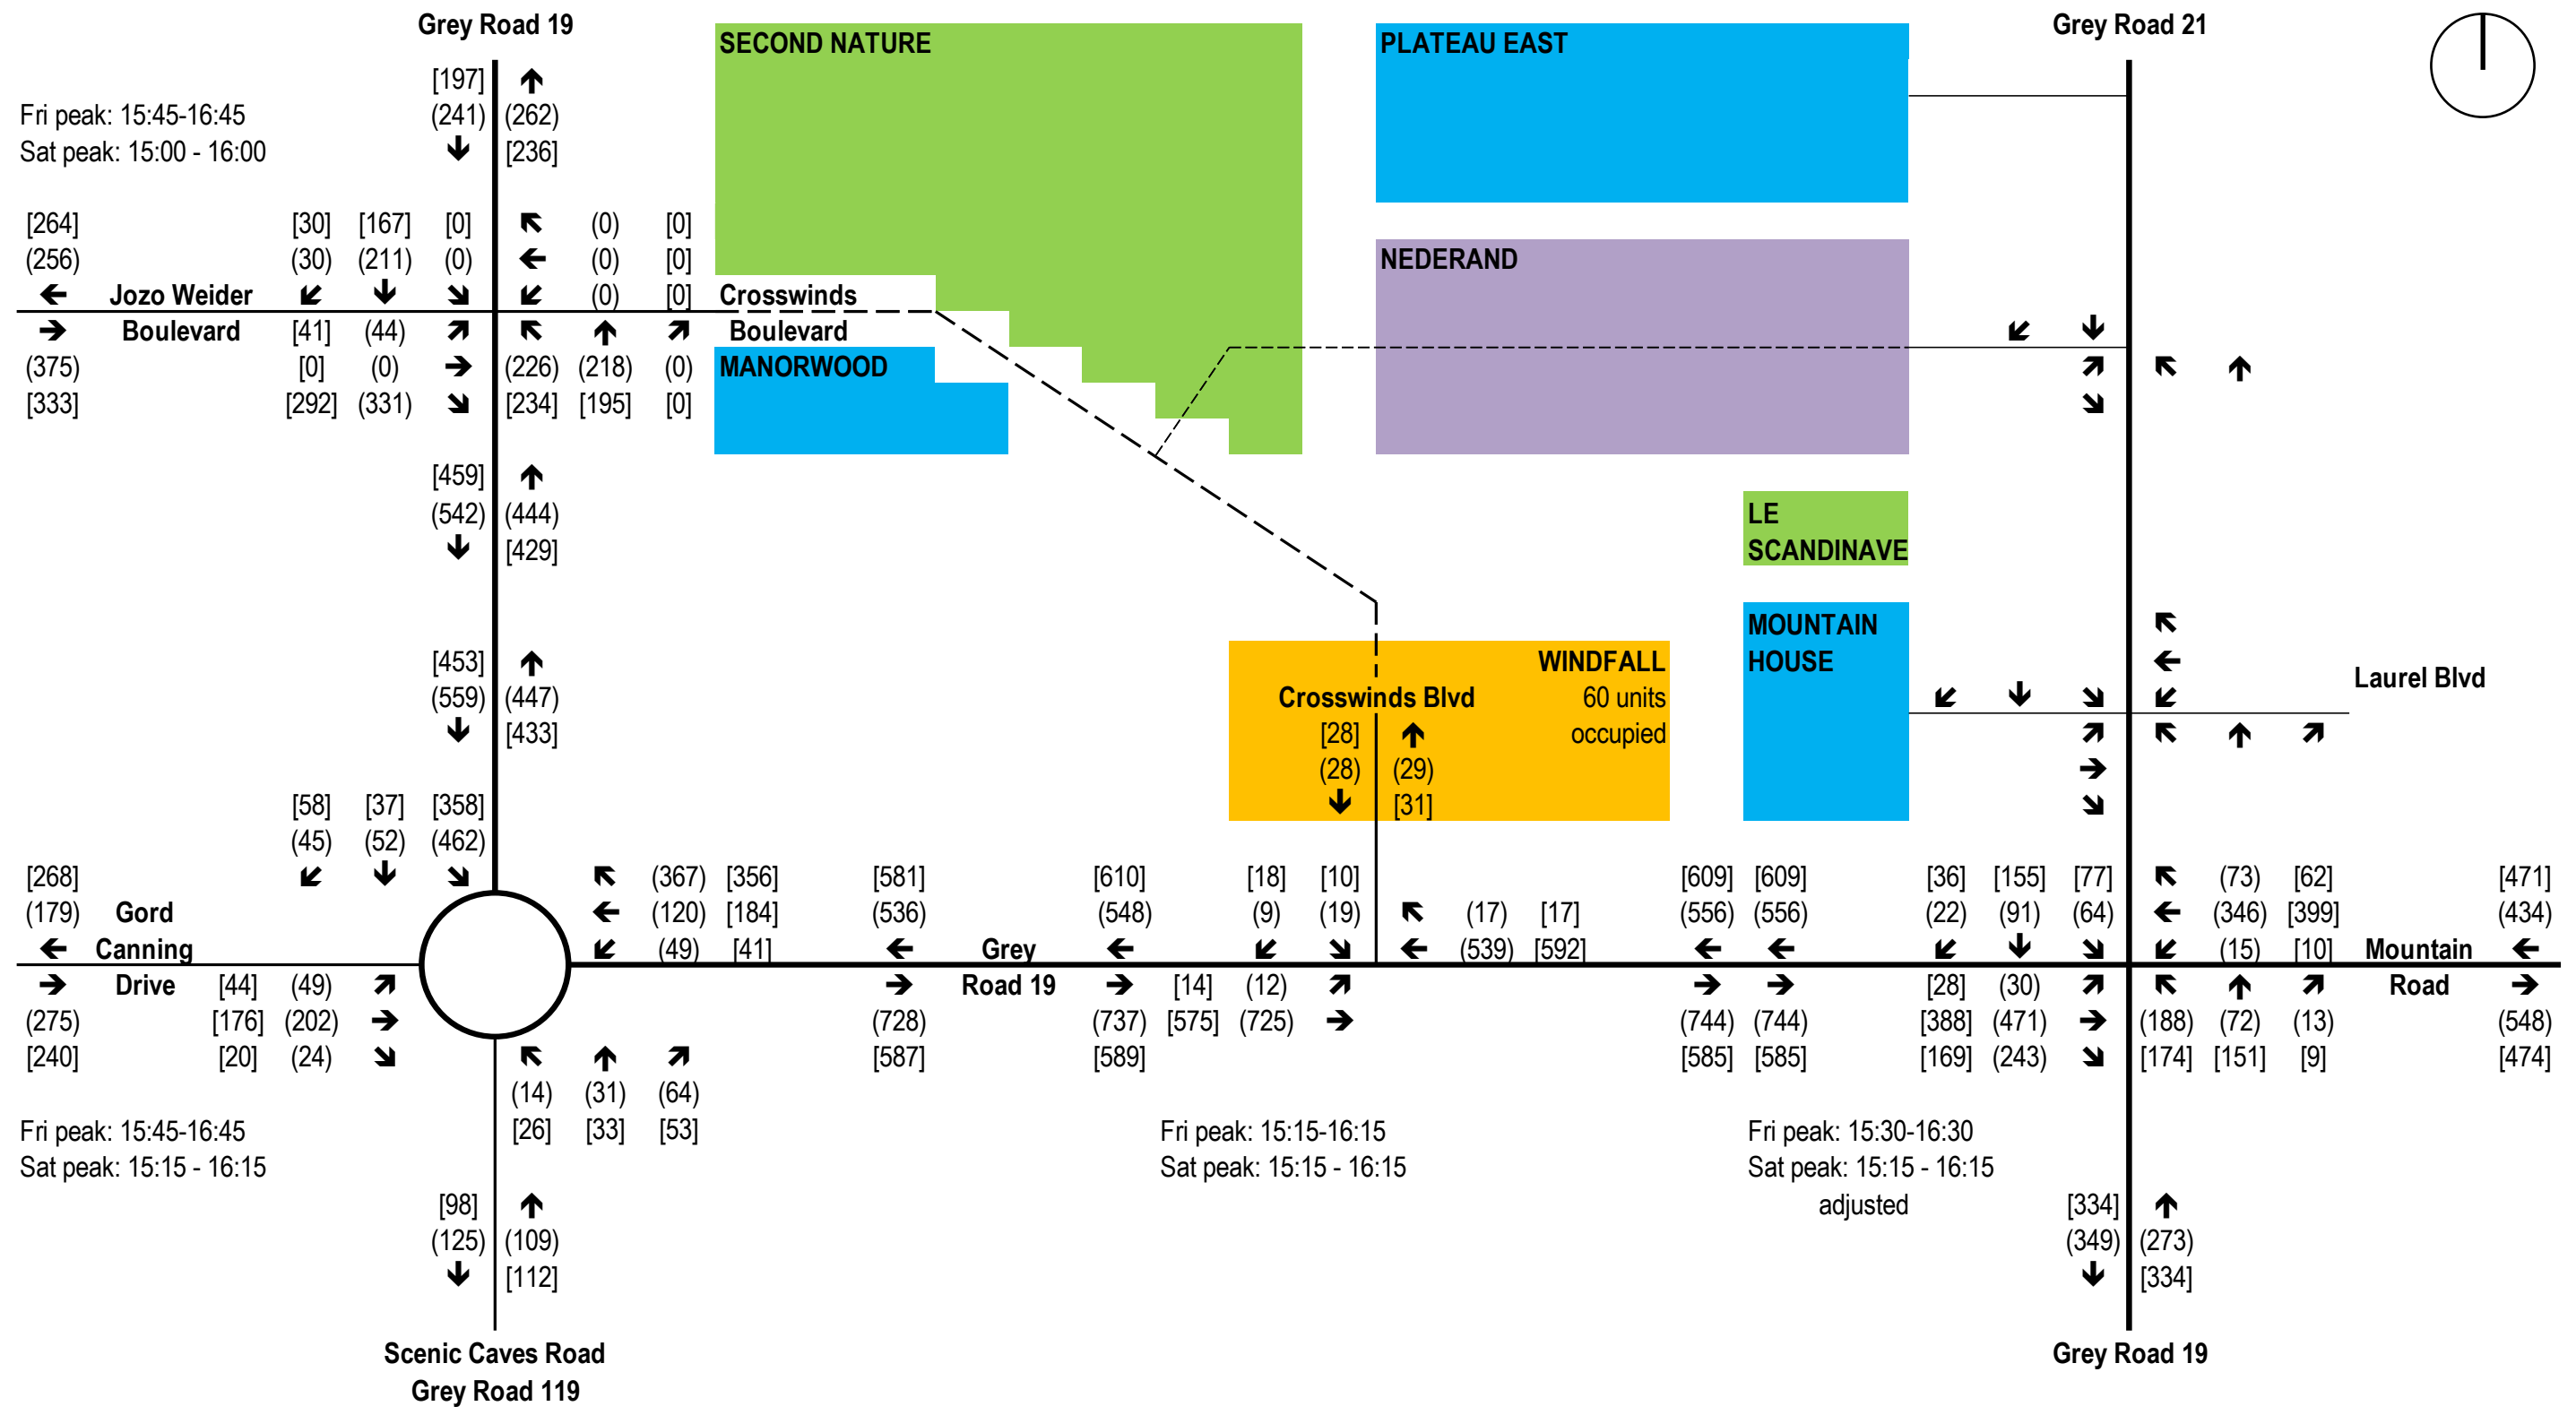 Grey Road 19 Grey Road 21
SECOND NATURE PLATEAU EAST
[197]
Fri peak: 15:45-16:45 (241) (262)
Sat peak: 15:00 - 16:00 [236]
[264] [30] [167] [0] (0) [0]
(256) (30) (211) (0) (0) [0] NEDERAND
Jozo Weider (0) [0] Crosswinds
Boulevard [41] (44) Boulevard
(375) [0] (0) (226) (218) (0) MANORWOOD
[333] [292] (331) [234] [195] [0]
[459]
(542) (444) LE
[429] SCANDINAVE
MOUNTAIN
[453] WINDFALL HOUSE
(559) (447) Crosswinds Blvd 60 units Laurel Blvd
[433] [28] occupied
(28) (29)
[58] [37] [358] [31]
(45) (52) (462)
[268] (367) [356] [581] [610] [18] [10] [609] [609] [36] [155] [77] (73) [62] [471]
(179) Gord (120) [184] (536) (548) (9) (19) (17) [17] (556) (556) (22) (91) (64) (346) [399] (434)
Canning (49) [41] Grey (539) [592] (15) [10] Mountain
Drive [44] (49) Road 19 [14] (12) [28] (30) Road
(275) [176] (202) (728) (737) [575] (725) (744) (744) [388] (471) (188) (72) (13) (548)
[240] [20] (24) [587] [589] [585] [585] [169] (243) [174] [151] [9] [474]
(14) (31) (64)
Fri peak: 15:45-16:45 [26] [33] [53] Fri peak: 15:15-16:15 Fri peak: 15:30-16:30
Sat peak: 15:15 - 16:15 Sat peak: 15:15 - 16:15 Sat peak: 15:15 - 16:15
[98] adjusted [334]
(125) (109) (349) (273)
[112] [334]
Scenic Caves Road Grey Road 19
Grey Road 119